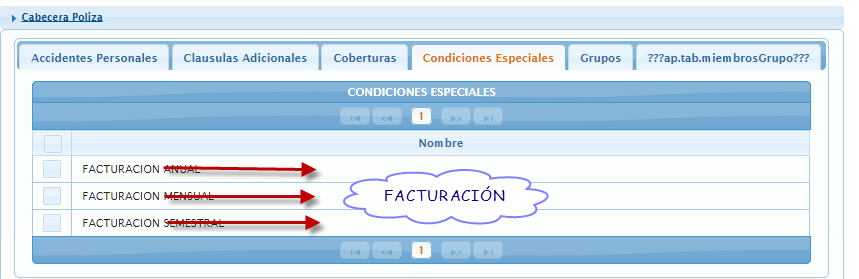 Cabecera Poliza
Accidentes Personales Clausulas Adicionales Coberturas Condiciones Especiales Grupos ???ap.tab.miembrosGrupo???
CONDICIONES ESPECIALES
1
Nombre
FACTURACION ANUAL
FACTURACION MENSUAL
FACTURACIÓN
FACTURACION SEMESTRAL
1